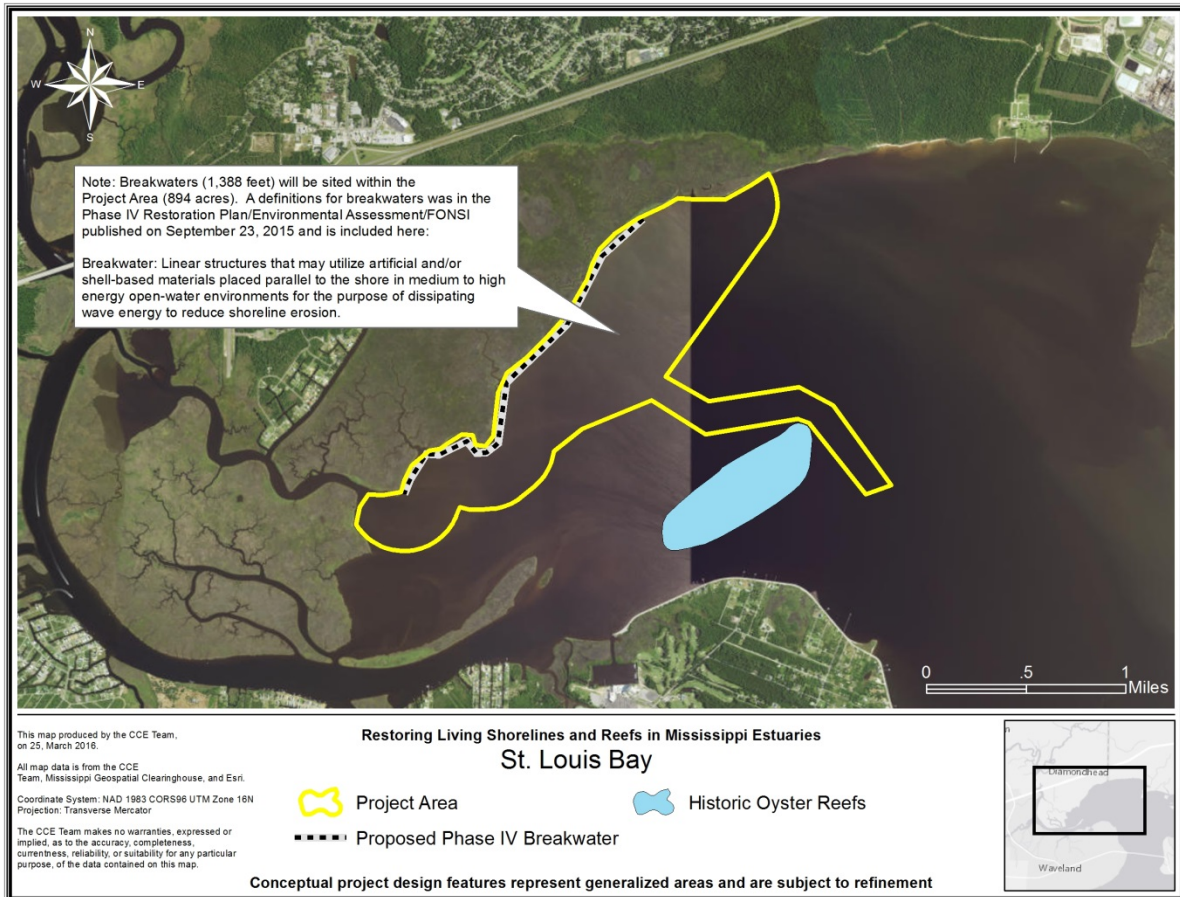 N
W
E
S
Note: Breakwaters (1,388 feet) will be sited within the
Project Area (894 acres).  A definitions for breakwaters was in the
Phase IV Restoration Plan/Environmental Assessment/FONSI
published on September 23, 2015 and is included here:
Breakwater: Linear structures that may utilize artificial and/or
shell-based materials placed parallel to the shore in medium to high
energy open-water environments for the purpose of dissipating
wave energy to reduce shoreline erosion.
0 .5 1
Miles
This map produced by the CCE Team,
on 25, March 2016.
All map data is from the CCE
Team, Mississippi Geospatial Clearinghouse, and Esri.
Coordinate System: NAD 1983 CORS96 UTM Zone 16N
Projection: Transverse Mercator
The CCE Team makes no warranties, expressed or
implied, as to the accuracy, completeness,
currentness, reliability, or suitability for any particular
purpose, of the data contained on this map.
Restoring Living Shorelines and Reefs in Mississippi Estuaries
St. Louis Bay
Project Area
Historic Oyster Reefs
Proposed Phase IV Breakwater
Conceptual project design features represent generalized areas and are subject to refinement
Diamondhead
Waveland